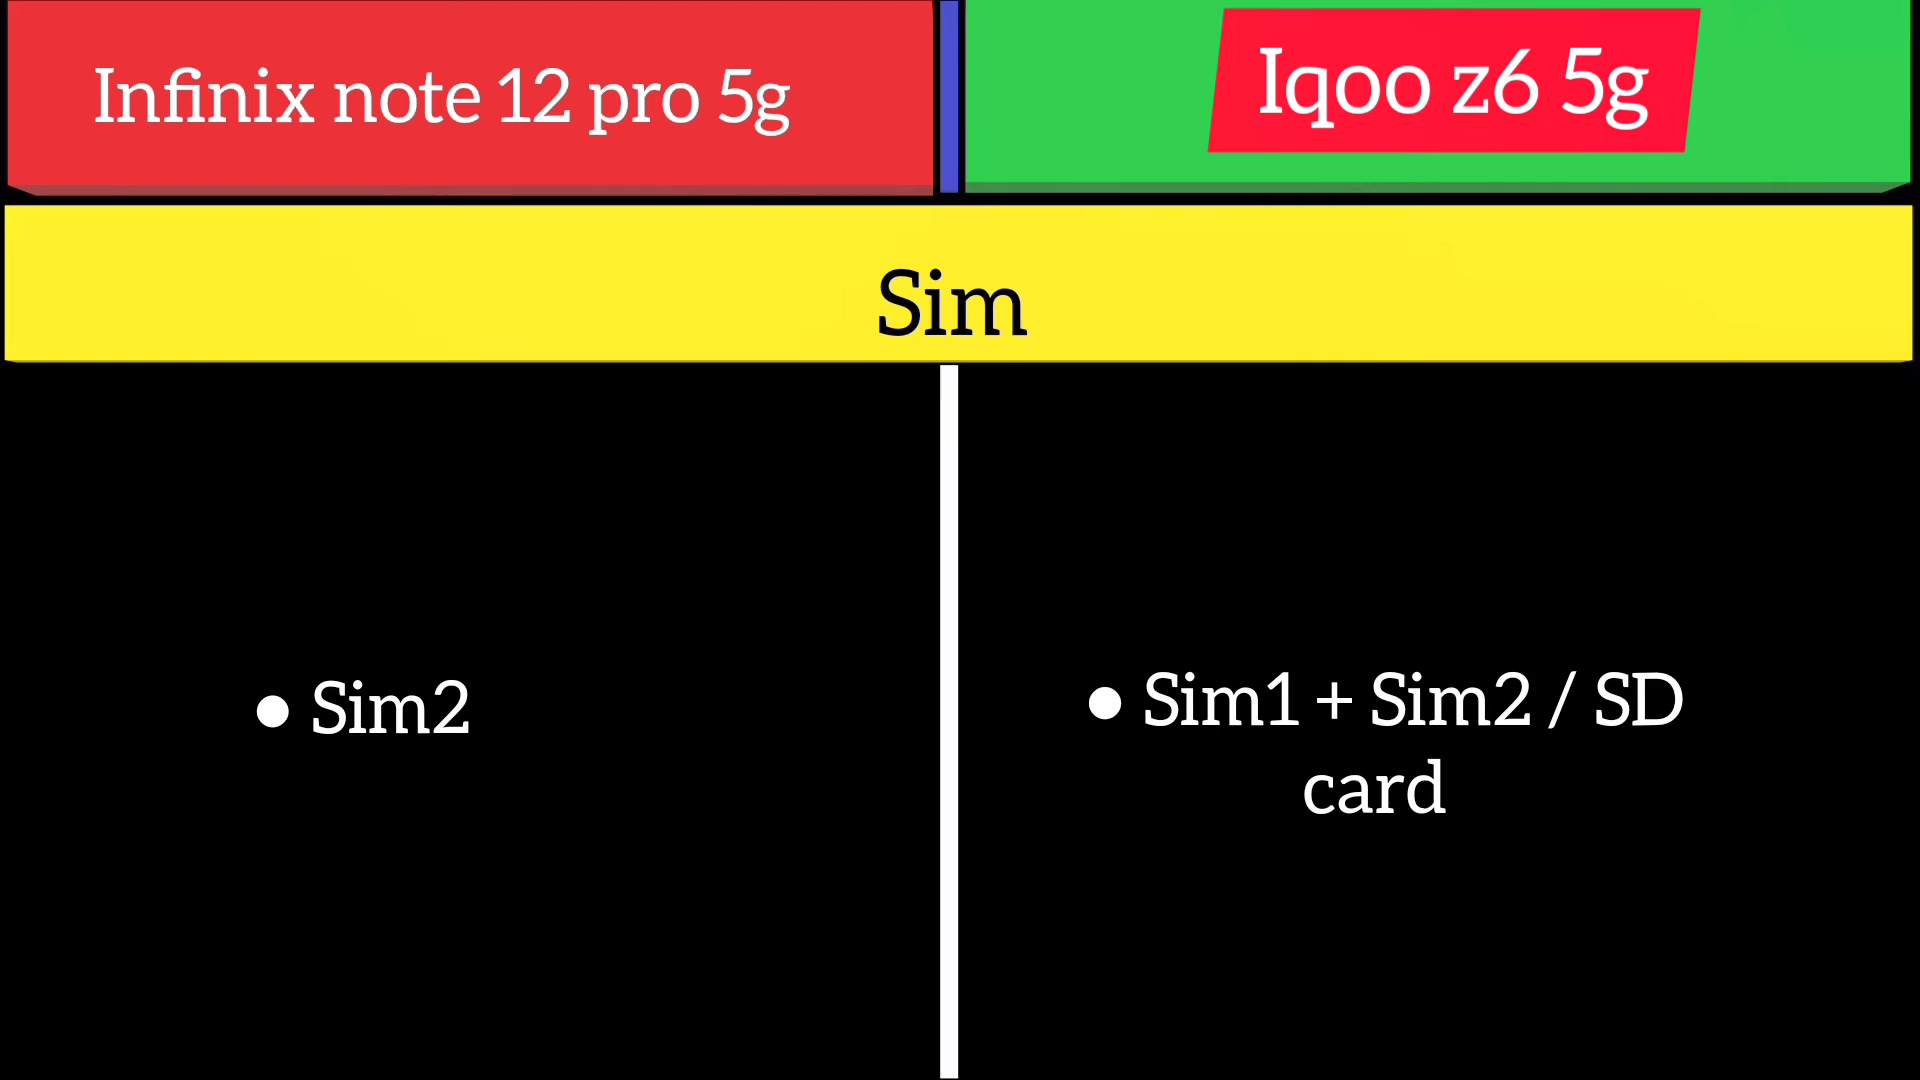 Infinix note 12 pro 5g
Iqoo z6 5g
Sim
• Sim2
• Sim1 + Sim2 / SD
card